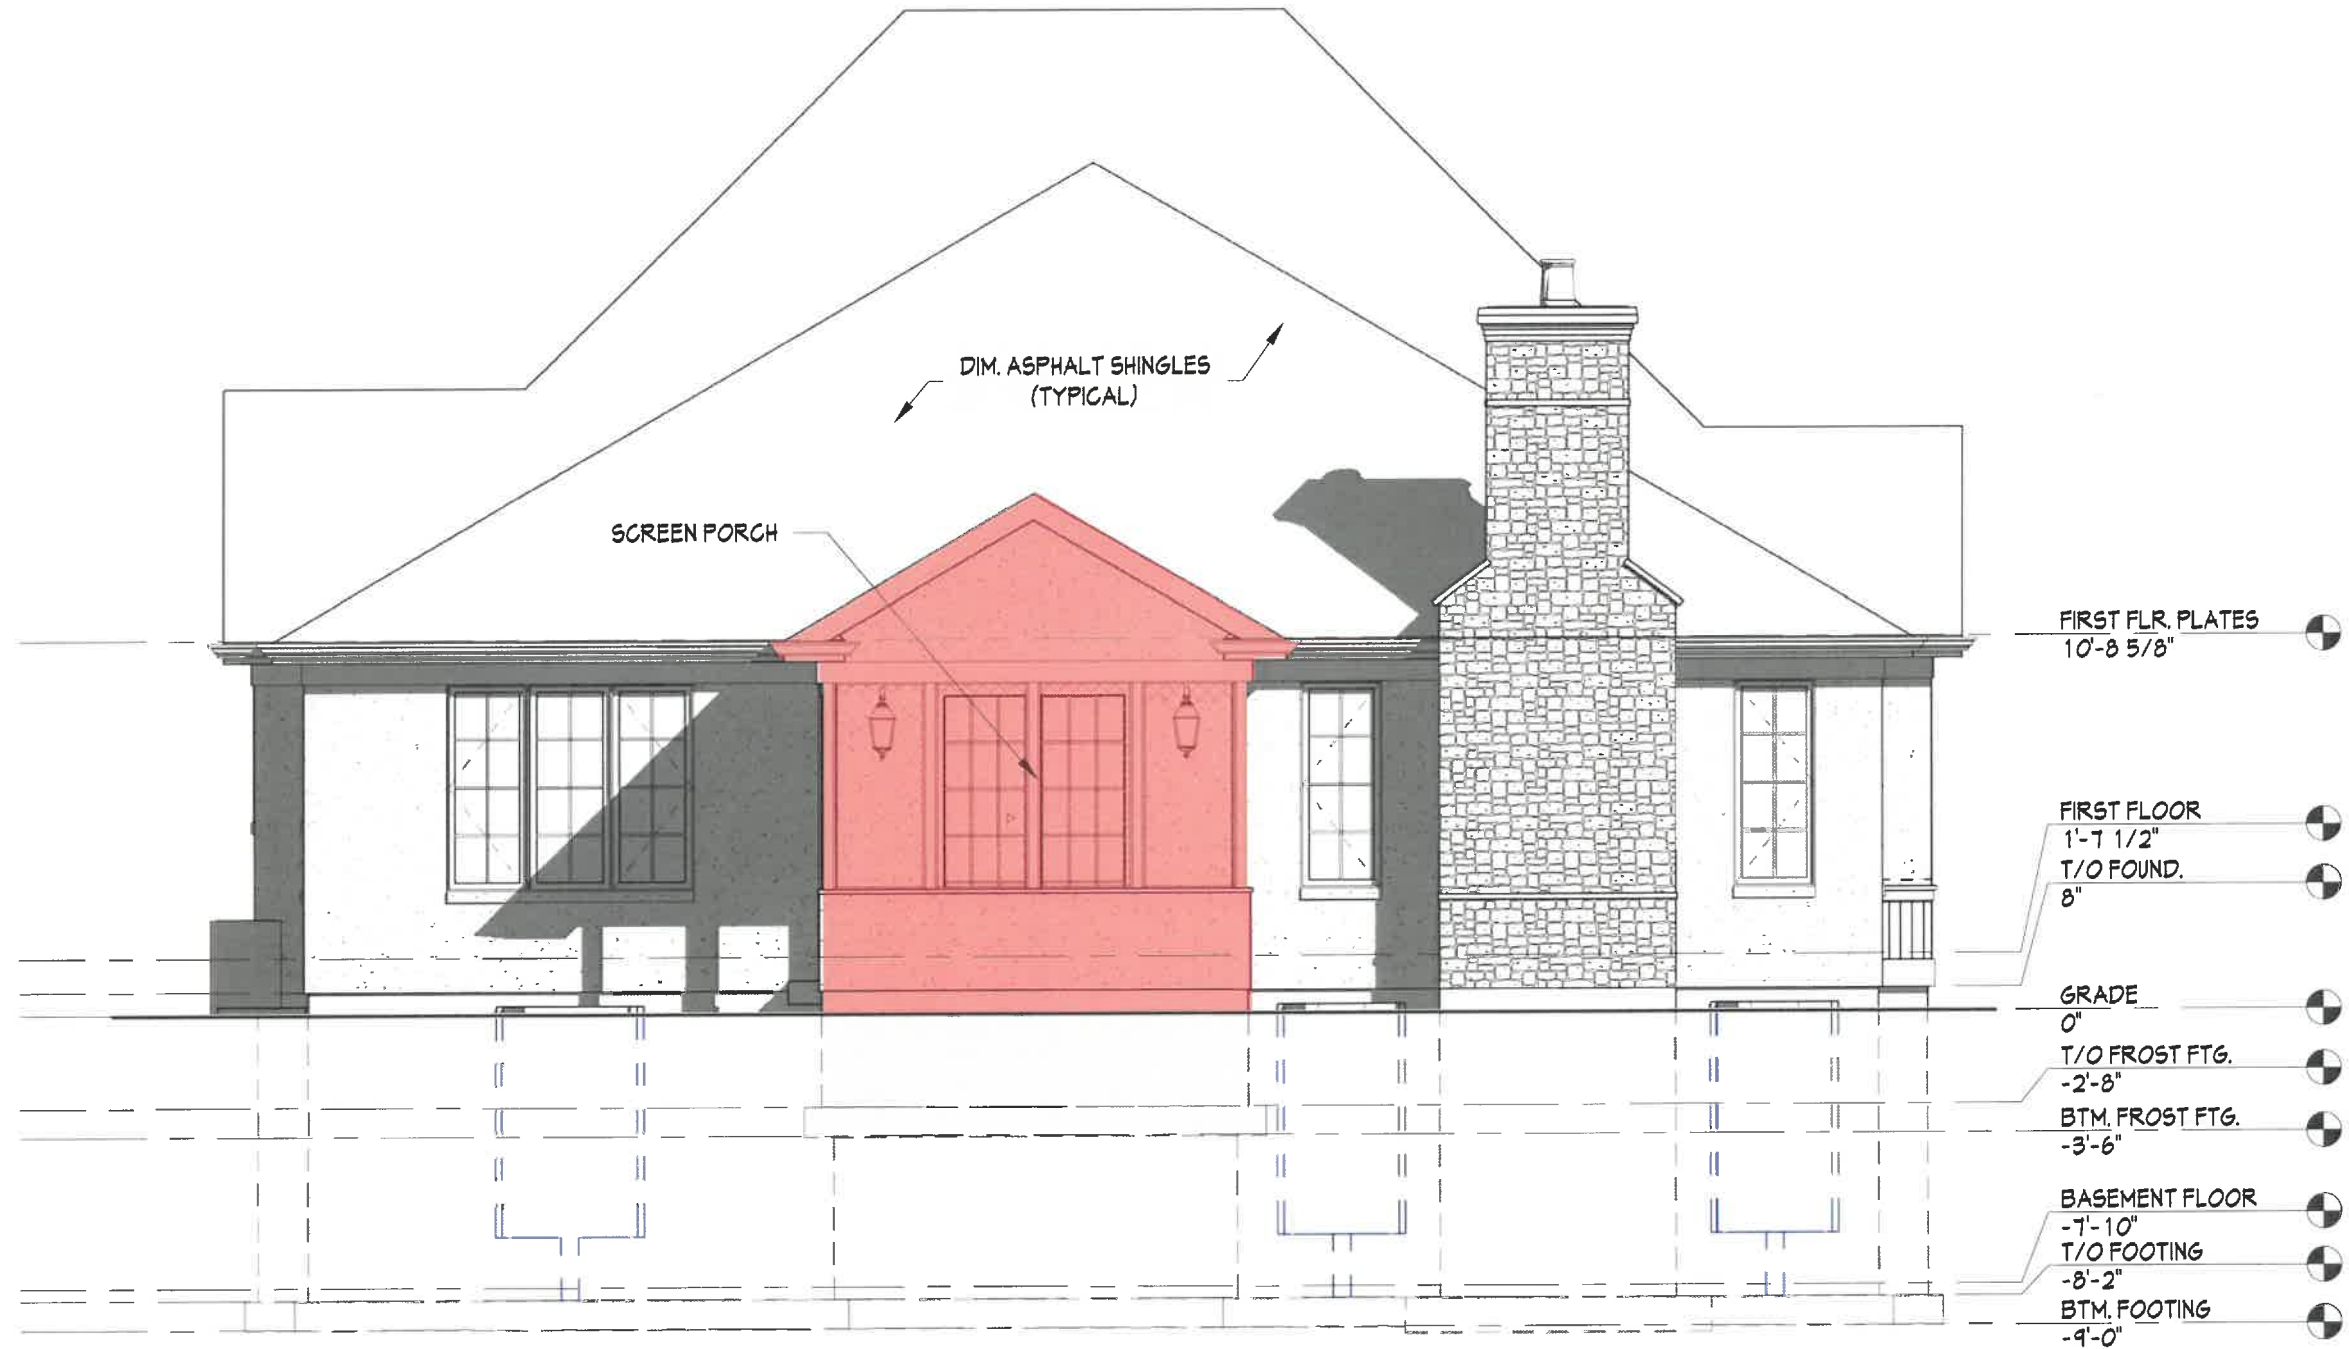 DIM. ASPHALT SHINGLES
(TYPICAL)
SCREEN PORCH
FIRST FLR. PLATES
10'-8 5/8"
FIRST FLOOR
1'-7 1/2"
T/O FOUND.
8"
GRADE
0"
T/O FROST FTG.
-2'-8"
BTM. FROST FTG.
-3'-6"
BASEMENT FLOOR
-7'-10"
T/O FOOTING
-8'-2"
BTM. FOOTING
-9'-0"